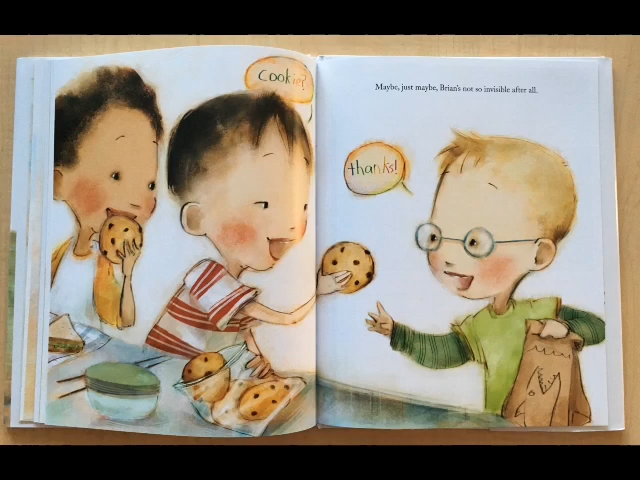 cookie?
Maybe, just maybe, Brian's not so invisible after all.
thanks!